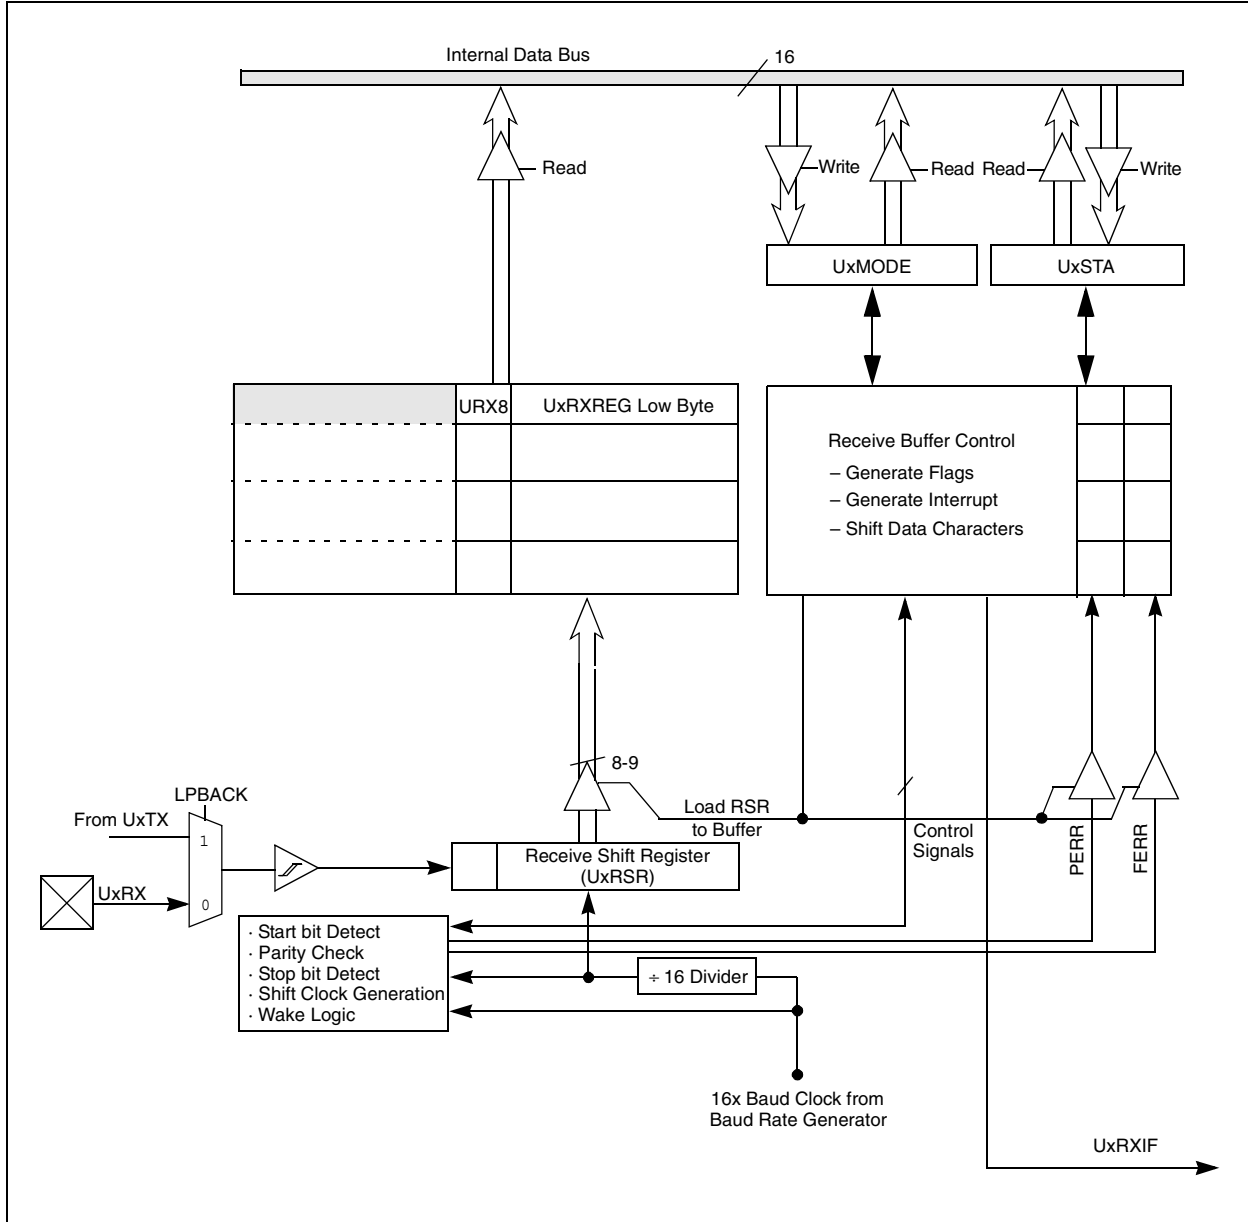 Internal Data Bus
16
Read
Write
Read
Read
Write
UxMODE
UxSTA
URX8
UxRXREG Low Byte
Receive Buffer Control
– Generate Flags
– Generate Interrupt
– Shift Data Characters
8-9
LPBACK
From UxTX
1
Load RSR
to Buffer
Control
Signals
PERR
FERR
UxRX
0
Receive Shift Register
(UxRSR)
· Start bit Detect
· Parity Check
· Stop bit Detect
· Shift Clock Generation
· Wake Logic
÷ 16 Divider
16x Baud Clock from
Baud Rate Generator
UxRXIF